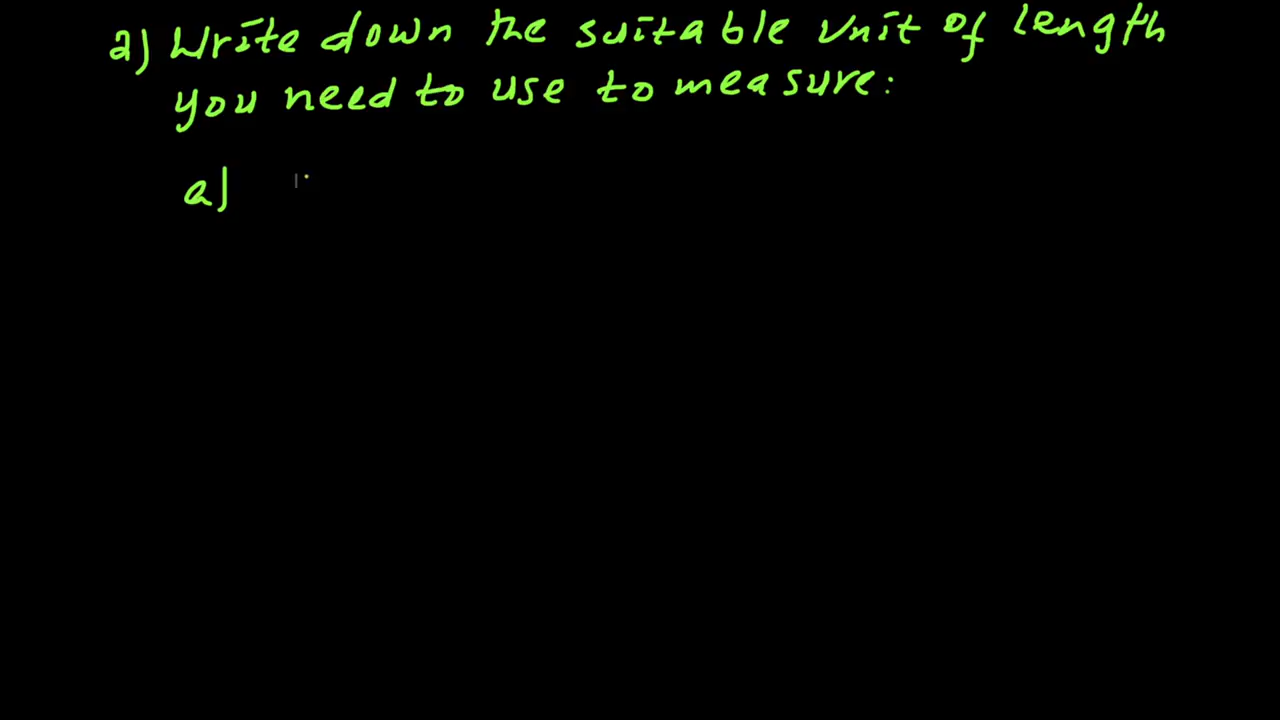 a) Write down the suitable unit of length
you need to use to measure:
a)